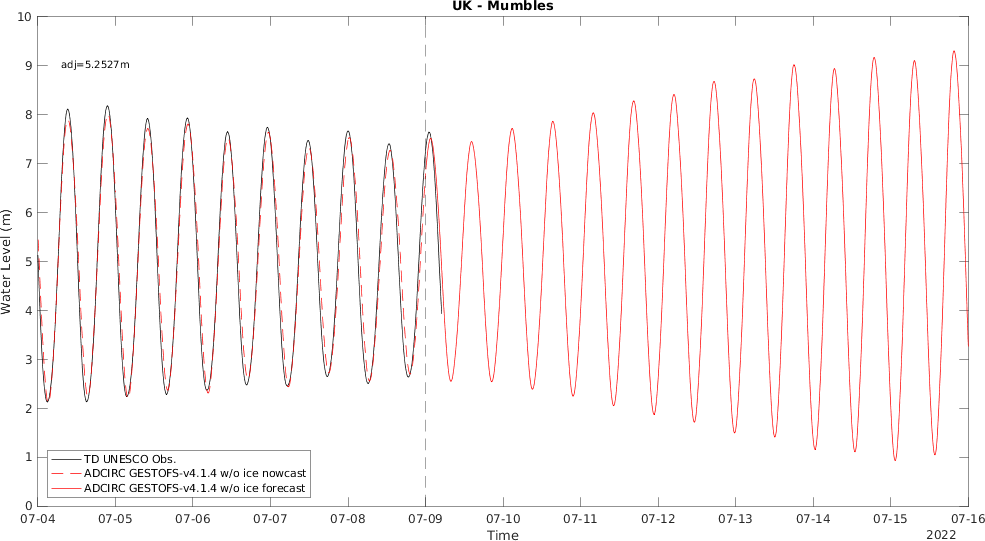 UK - Mumbles
10
9
8
7
6
5
4
3
2
1
0
Water Level (m)
adj=5.2527m
TD UNESCO Obs.
ADCIRC GESTOFS-v4.1.4 w/o ice nowcast
ADCIRC GESTOFS-v4.1.4 w/o ice forecast
07-04 07-05 07-06 07-07 07-08 07-09 07-10 07-11 07-12 07-13 07-14 07-15 07-16
Time
2022